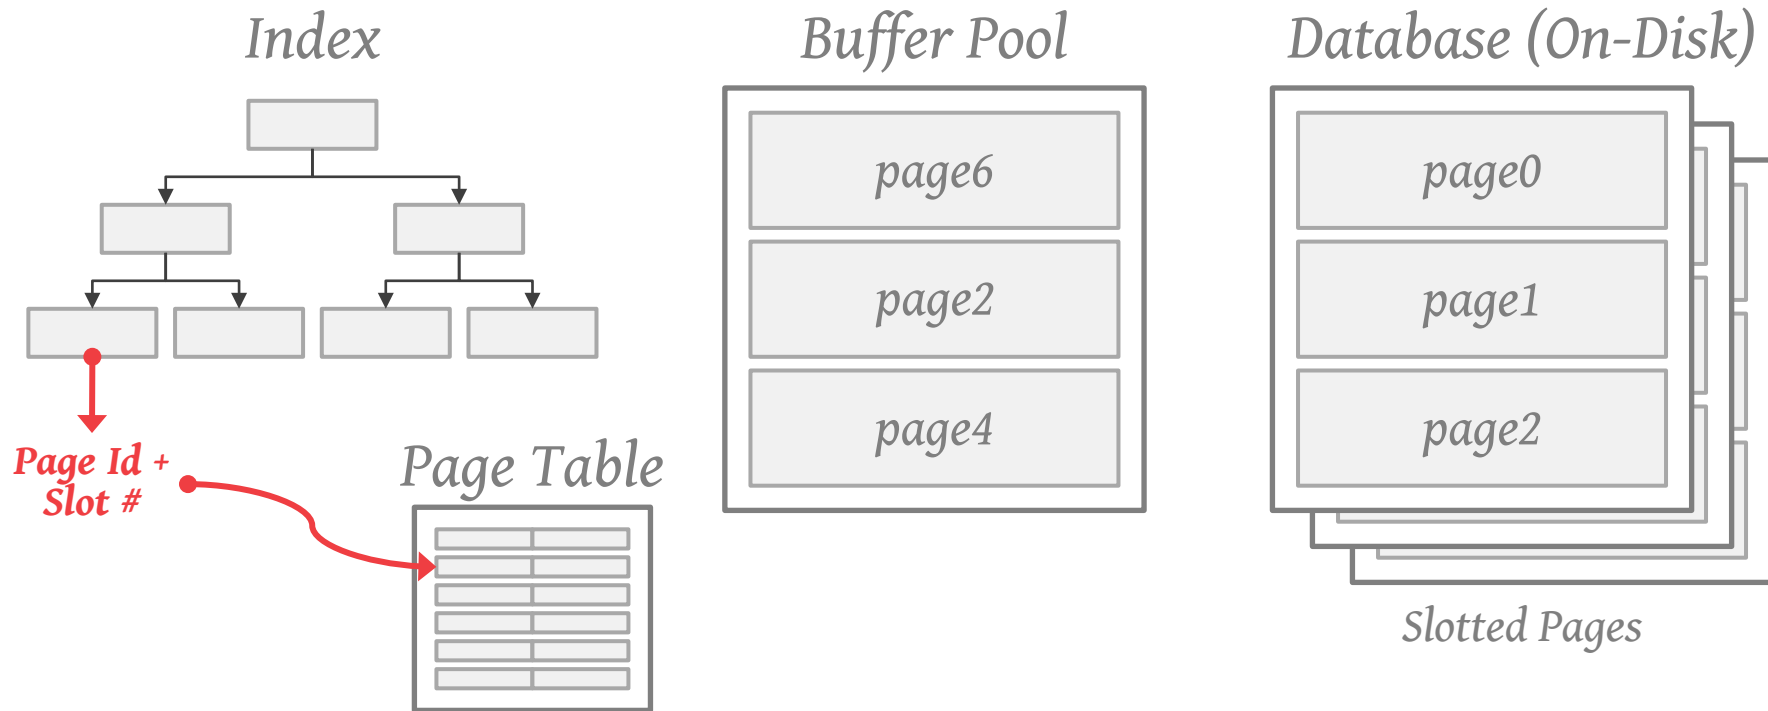 Index
Buffer Pool
Database (On-Disk)
page6
page2
page4
page0
page1
page2
Page Id +
Slot #
Page Table
Slotted Pages